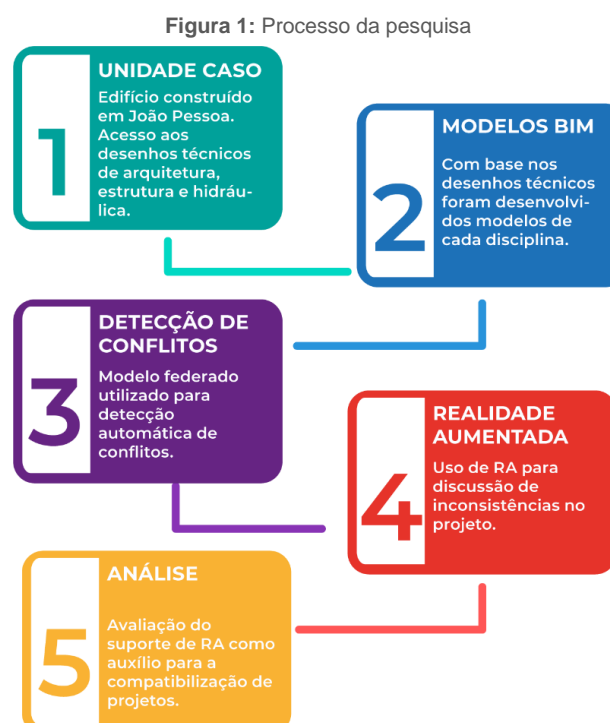 Figura 1: Processo da pesquisa
1
UNIDADE CASO
Edifício construído
em João Pessoa.
Acesso aos
desenhos técnicos
de arquitetura,
estrutura e hidráu-
lica.
2
MODELOS BIM
Com base nos
desenhos técnicos
foram desenvolvi-
dos modelos de
cada disciplina.
3
DETECÇÃO DE
CONFLITOS
Modelo federado
utilizado para
detecção
automática de
conflitos.
4
REALIDADE
AUMENTADA
Uso de RA para
discussão de
inconsistências no
projeto.
5
ANÁLISE
Avaliação do
suporte de RA como
auxílio para a
compatibilização de
projetos.